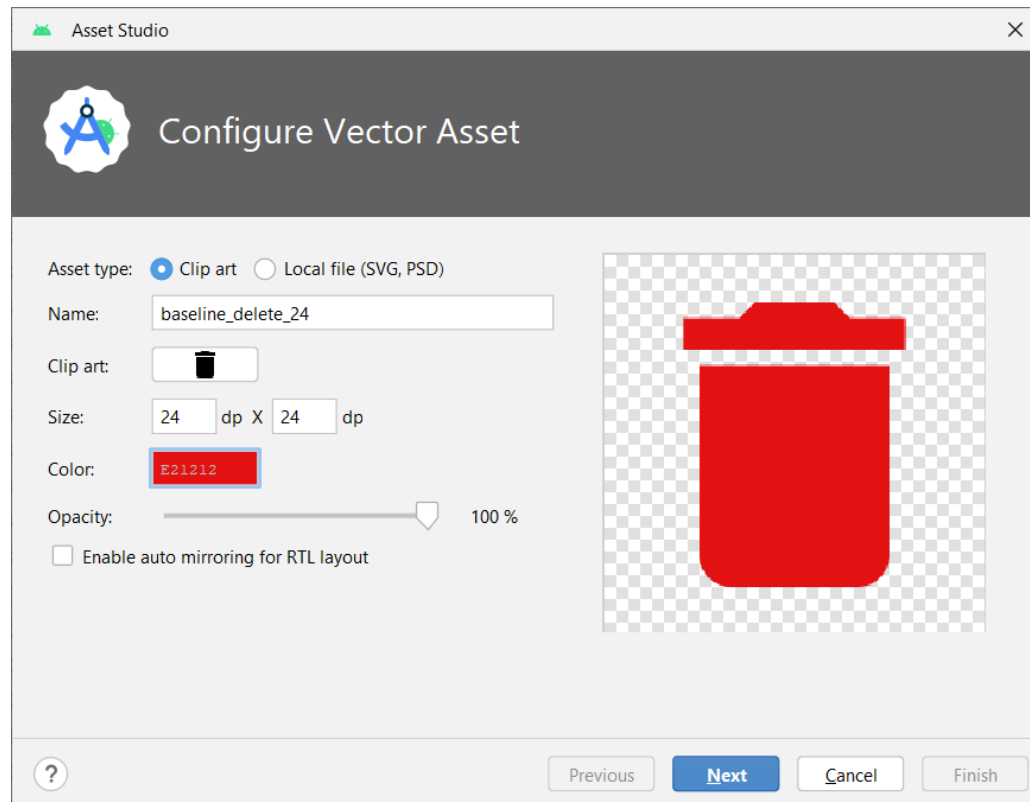 Asset Studio
Configure Vector Asset
Asset type: Clip art Local file (SVG, PSD)
Name: baseline_delete_24
Clip art:
Size: 24 dp X 24 dp
Color: E21212
Opacity: 100 %
Enable auto mirroring for RTL layout
? Previous Next Cancel Finish